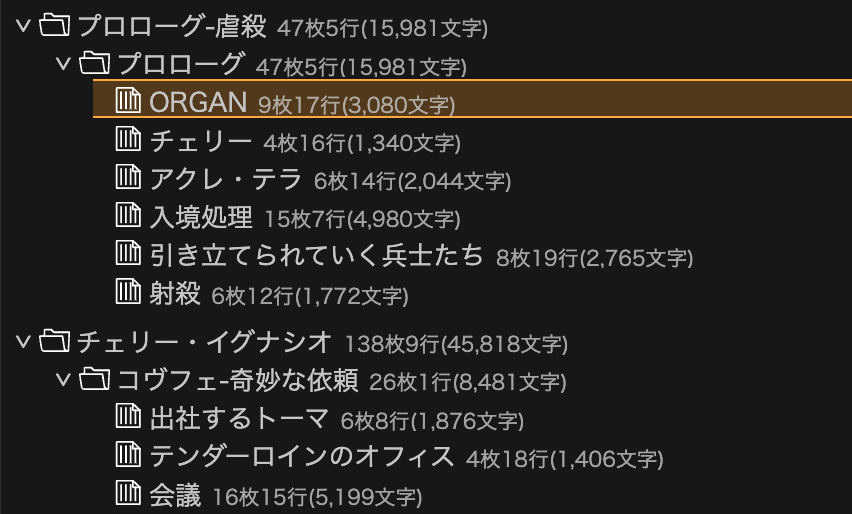 プロローグ-虐殺 47枚5行(15,981文字)
プロローグ 47枚5行(15,981文字)
ORGAN 9枚17行(3,080文字)
チェリー 4枚16行(1,340文字)
アクレ・テラ 6枚14行(2,044文字)
入境処理 15枚7行(4,980文字)
引き立てられていく兵士たち 8枚19行(2,765文字)
射殺 6枚12行(1,772文字)
チェリー・イグナシオ 138枚9行(45,818文字)
コヴフェ-奇妙な依頼 26枚1行(8,481文字)
出社するトーマ 6枚8行(1,876文字)
テンダーロインのオフィス 4枚18行(1,406文字)
会議 16枚15行(5,199文字)